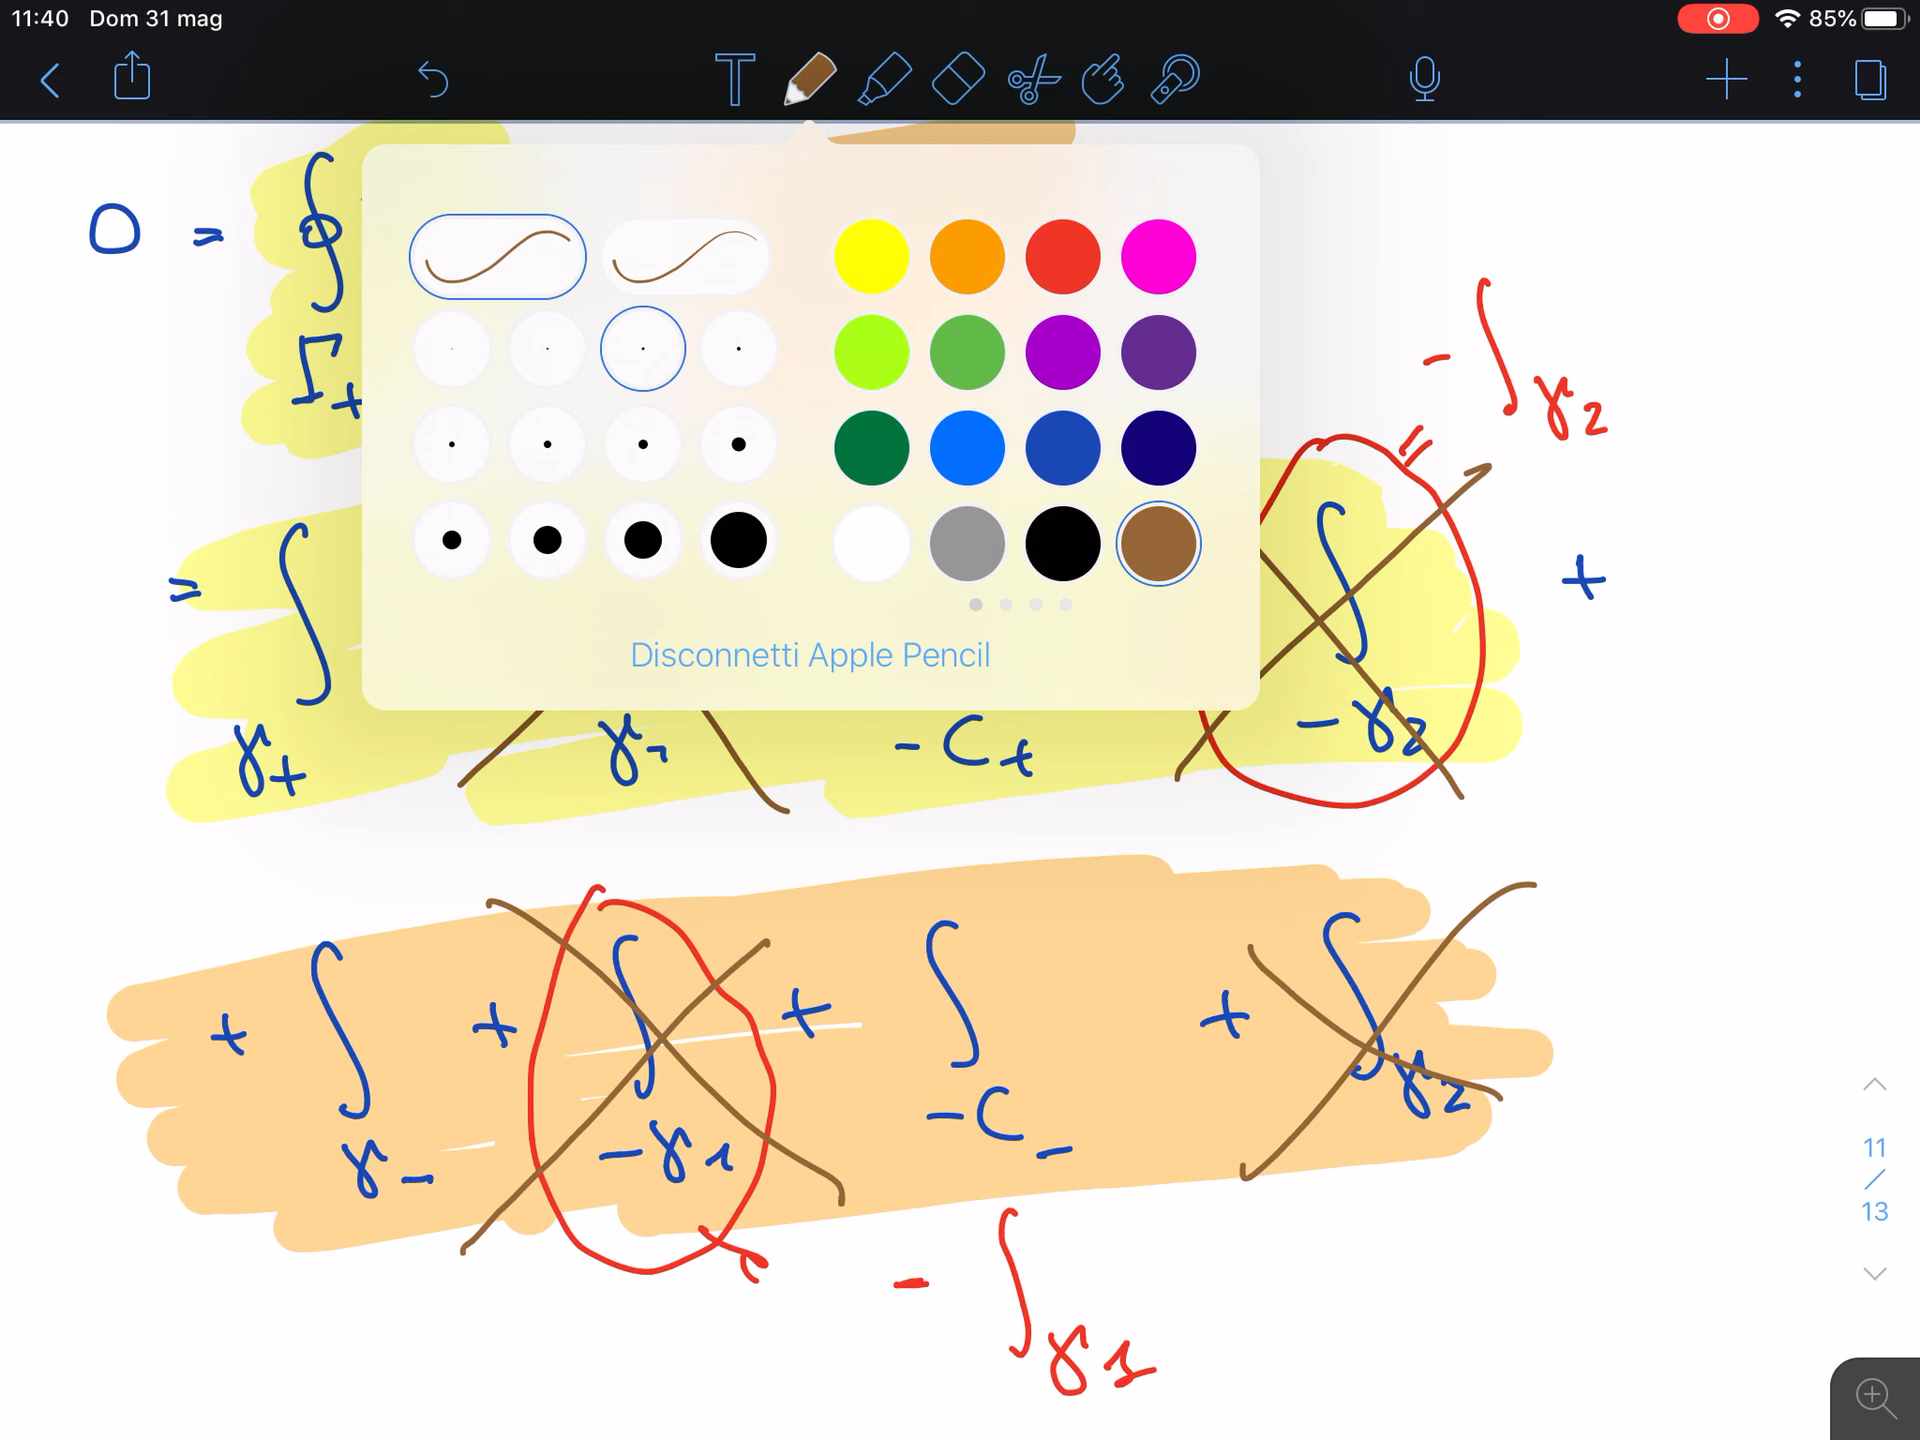 11:40 Dom 31 mag
85%
0 = ∮
Γ+
- ∫γ2
=
= ∫ ∫ +
γ+ γ1 -C+ -γ2
Disconnetti Apple Pencil
+ ∫ + ∫ + ∫ + ∫γ2
γ- -γ1 -C-
- ∫γ1
11
/
13